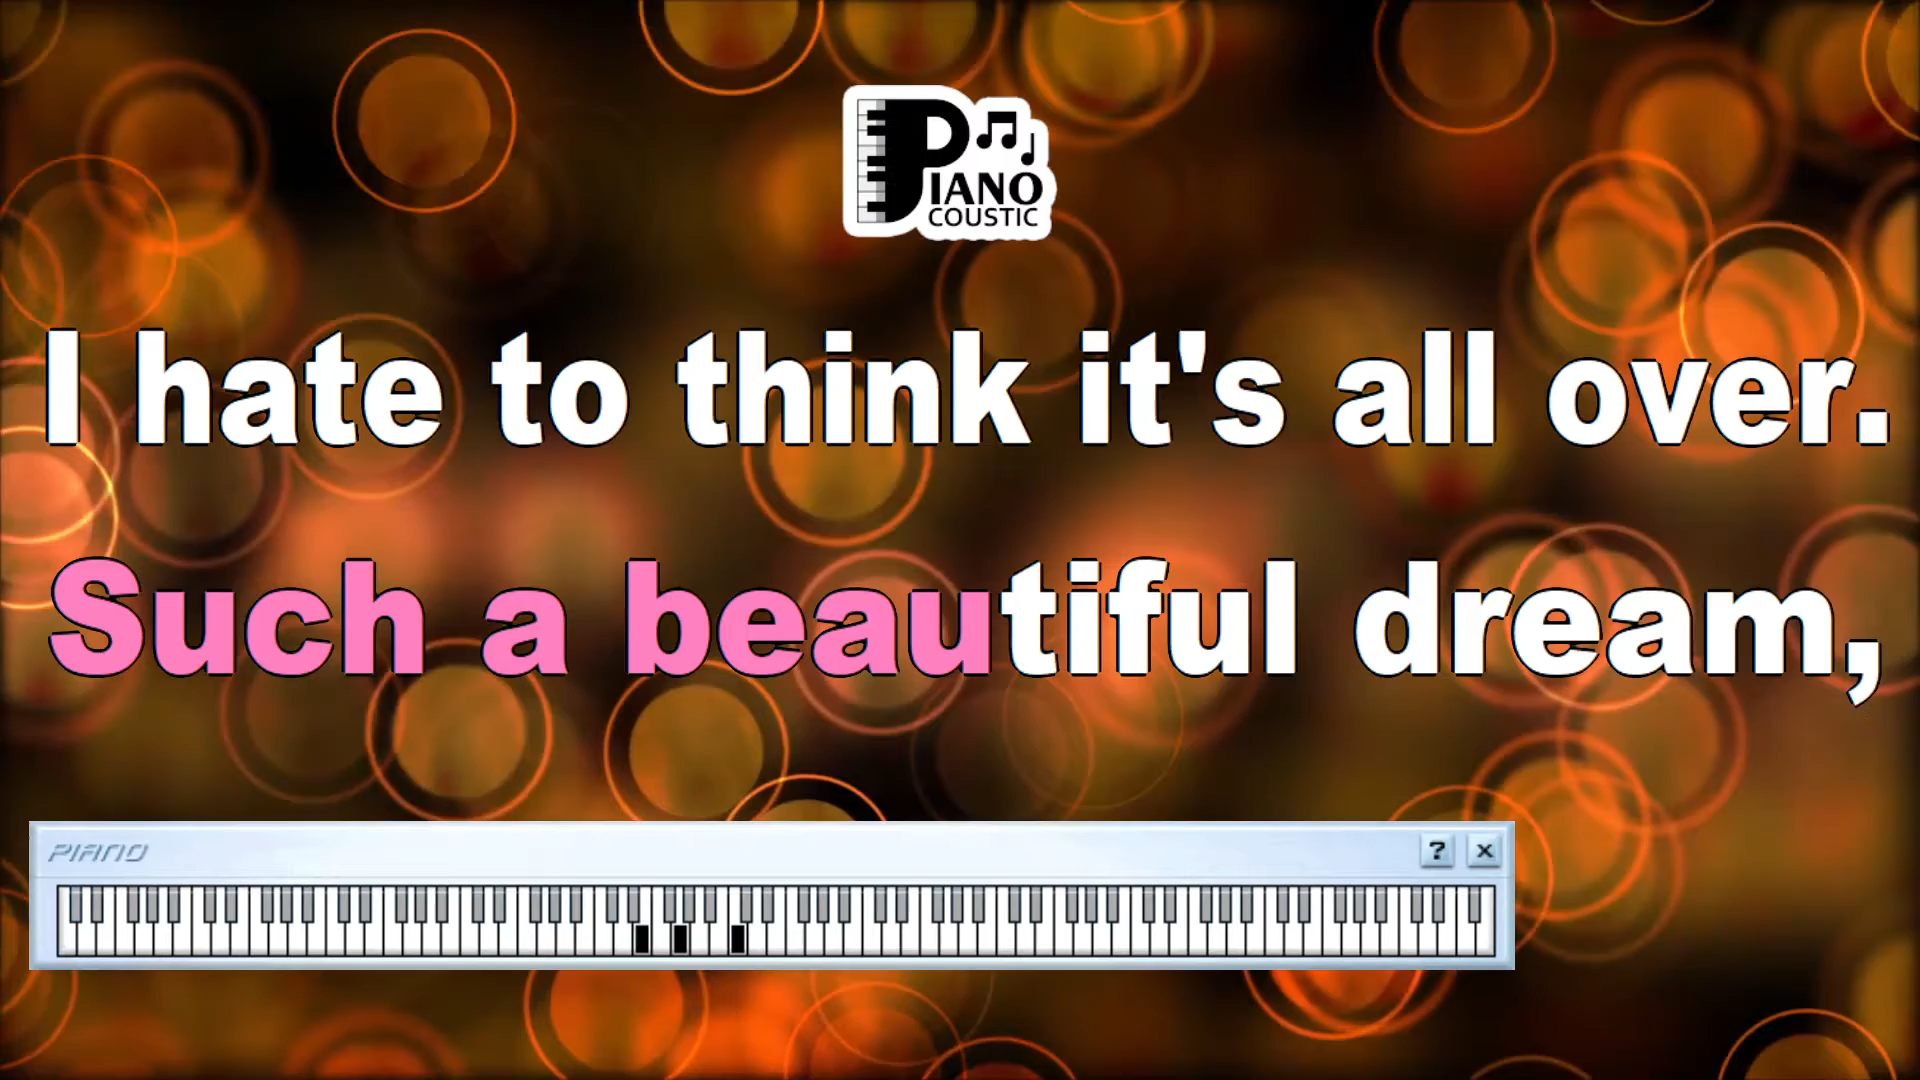 PIANO
COUSTIC
I hate to think it's all over.
Such a beautiful dream,
PIANO ? X